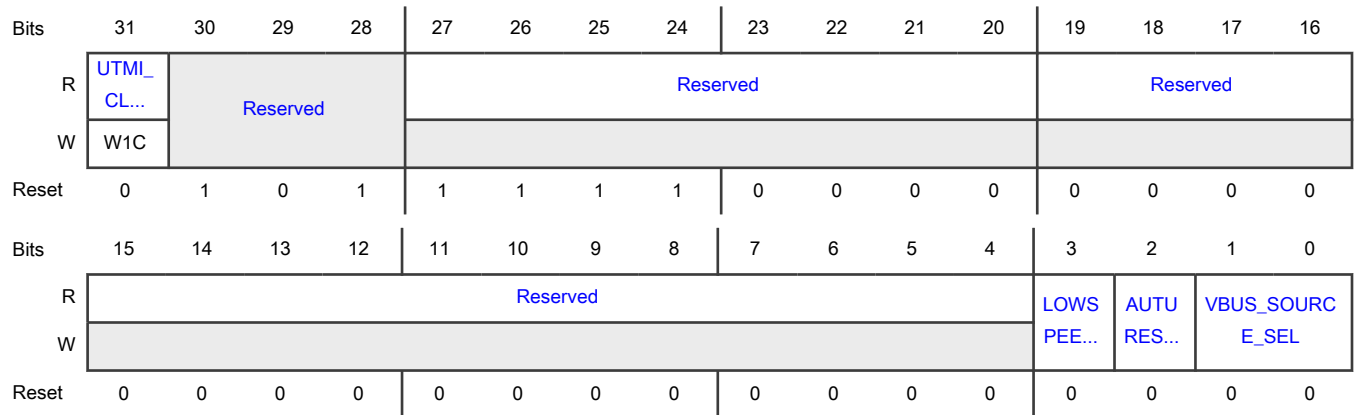 Bits 31 30 29 28 27 26 25 24 23 22 21 20 19 18 17 16
R UTMI_ CL... Reserved Reserved Reserved
W W1C
Reset 0 1 0 1 1 1 1 1 0 0 0 0 0 0 0 0
Bits 15 14 13 12 11 10 9 8 7 6 5 4 3 2 1 0
R Reserved LOWS PEE... AUTU RES... VBUS_SOURC E_SEL
W
Reset 0 0 0 0 0 0 0 0 0 0 0 0 0 0 0 0